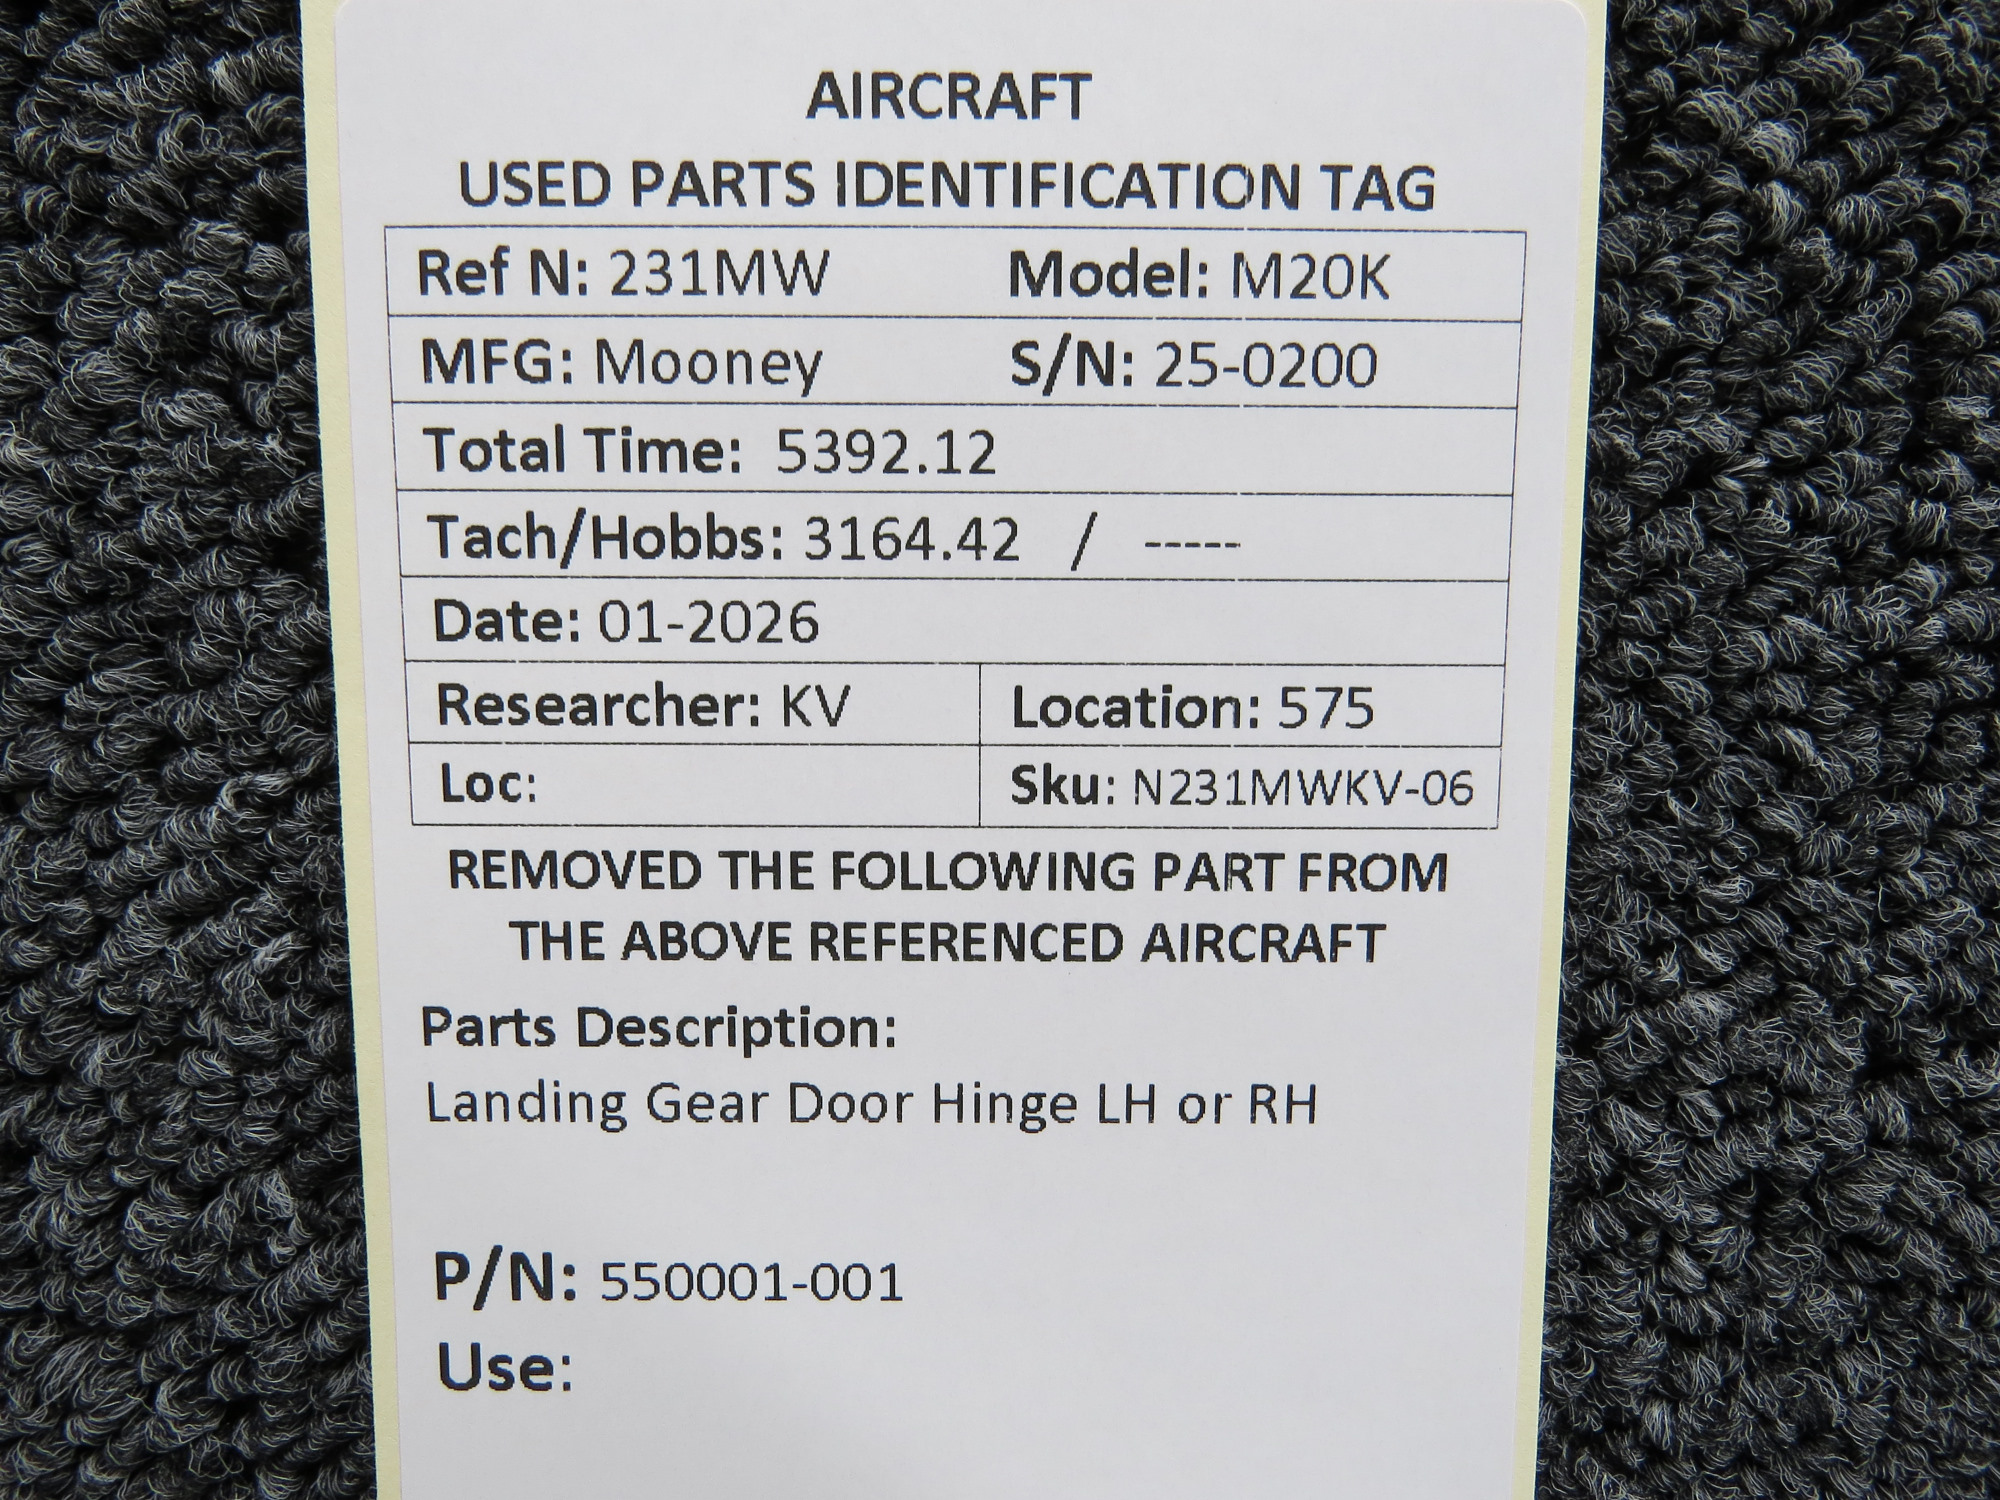 AIRCRAFT
USED PARTS IDENTIFICATION TAG
Ref N: 231MW Model: M20K
MFG: Mooney S/N: 25-0200
Total Time: 5392.12
Tach/Hobbs: 3164.42 / -----
Date: 01-2026
Researcher: KV Location: 575
Loc: Sku: N231MWKV-06
REMOVED THE FOLLOWING PART FROM
THE ABOVE REFERENCED AIRCRAFT
Parts Description:
Landing Gear Door Hinge LH or RH
P/N: 550001-001
Use: